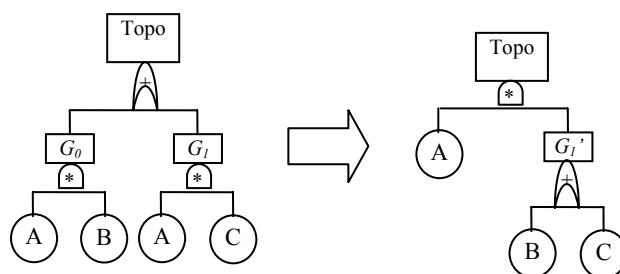 Topo
+
G₀ G₁
* *
A B A C
Topo
*
A G₁’
+
B C